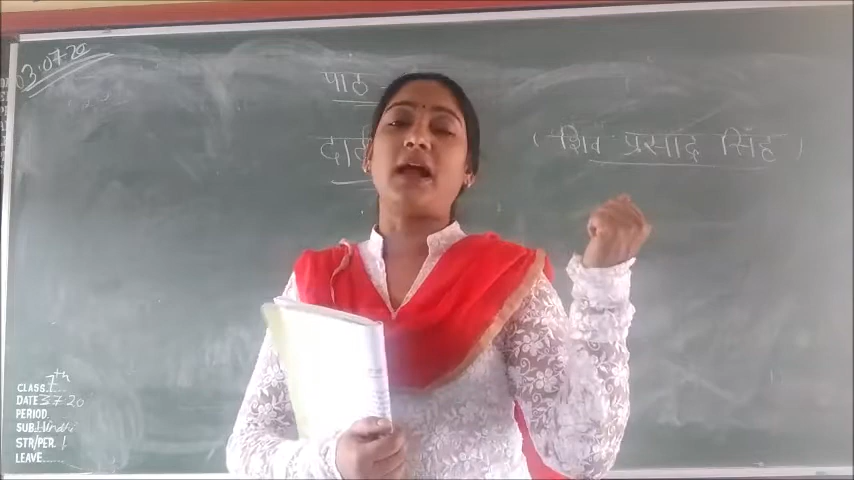 03.07.20
पाठ
( शिव प्रसाद सिंह )
CLASS 7th
DATE 3.7.20
PERIOD
SUB Hindi
STR/PER 1
LEAVE